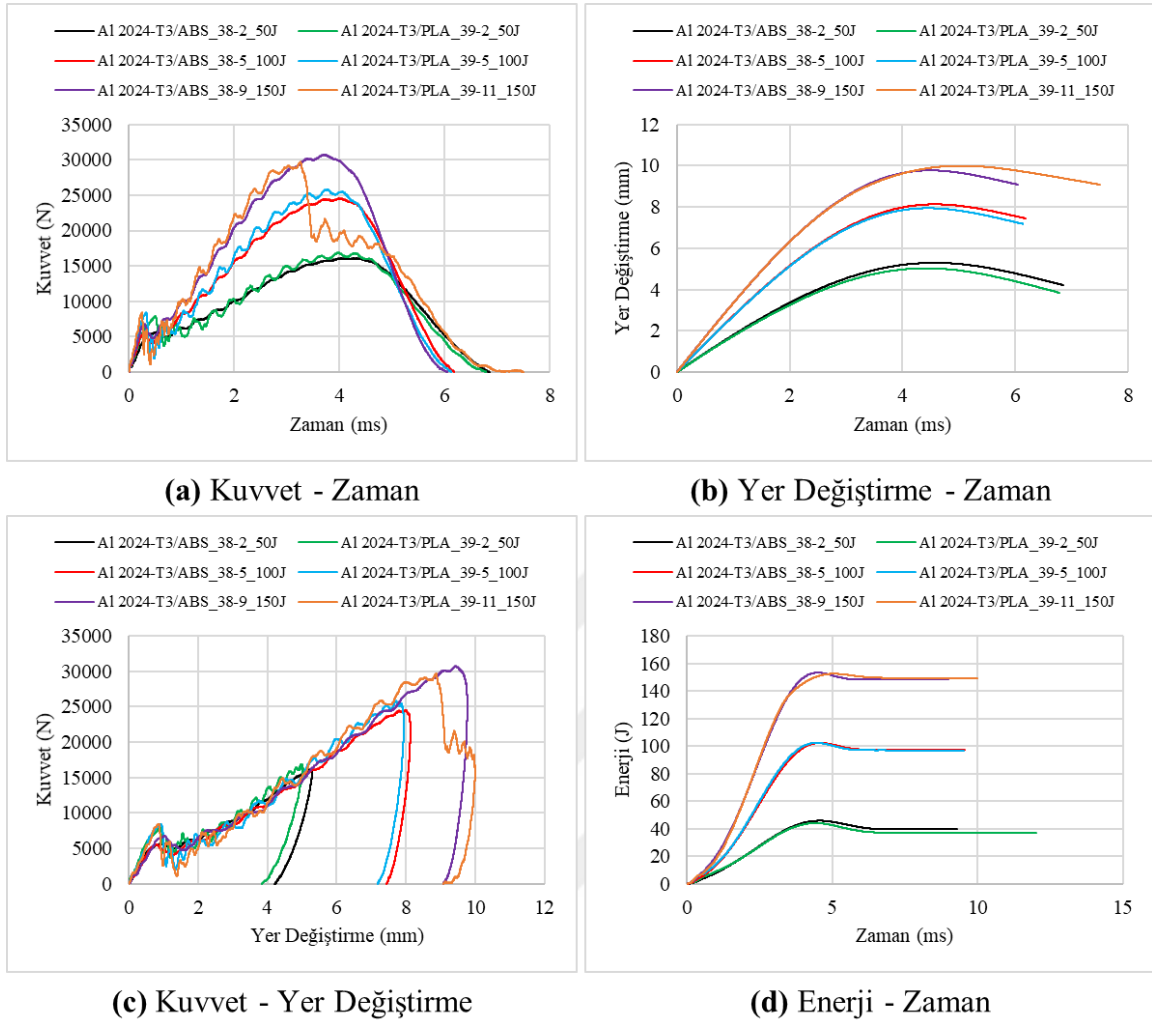 Al 2024-T3/ABS_38-2_50J Al 2024-T3/PLA_39-2_50J
Al 2024-T3/ABS_38-5_100J Al 2024-T3/PLA_39-5_100J
Al 2024-T3/ABS_38-9_150J Al 2024-T3/PLA_39-11_150J
35000
30000
25000
20000
15000
10000
5000
0
Kuvvet (N)
0 2 4 6 8
Zaman (ms)
(a) Kuvvet - Zaman
Al 2024-T3/ABS_38-2_50J Al 2024-T3/PLA_39-2_50J
Al 2024-T3/ABS_38-5_100J Al 2024-T3/PLA_39-5_100J
Al 2024-T3/ABS_38-9_150J Al 2024-T3/PLA_39-11_150J
12
10
8
6
4
2
0
Yer Değiştirme (mm)
0 2 4 6 8
Zaman (ms)
(b) Yer Değiştirme - Zaman
Al 2024-T3/ABS_38-2_50J Al 2024-T3/PLA_39-2_50J
Al 2024-T3/ABS_38-5_100J Al 2024-T3/PLA_39-5_100J
Al 2024-T3/ABS_38-9_150J Al 2024-T3/PLA_39-11_150J
35000
30000
25000
20000
15000
10000
5000
0
Kuvvet (N)
0 2 4 6 8 10 12
Yer Değiştirme (mm)
(c) Kuvvet - Yer Değiştirme
Al 2024-T3/ABS_38-2_50J Al 2024-T3/PLA_39-2_50J
Al 2024-T3/ABS_38-5_100J Al 2024-T3/PLA_39-5_100J
Al 2024-T3/ABS_38-9_150J Al 2024-T3/PLA_39-11_150J
180
160
140
120
100
80
60
40
20
0
Enerji (J)
0 5 10 15
Zaman (ms)
(d) Enerji - Zaman